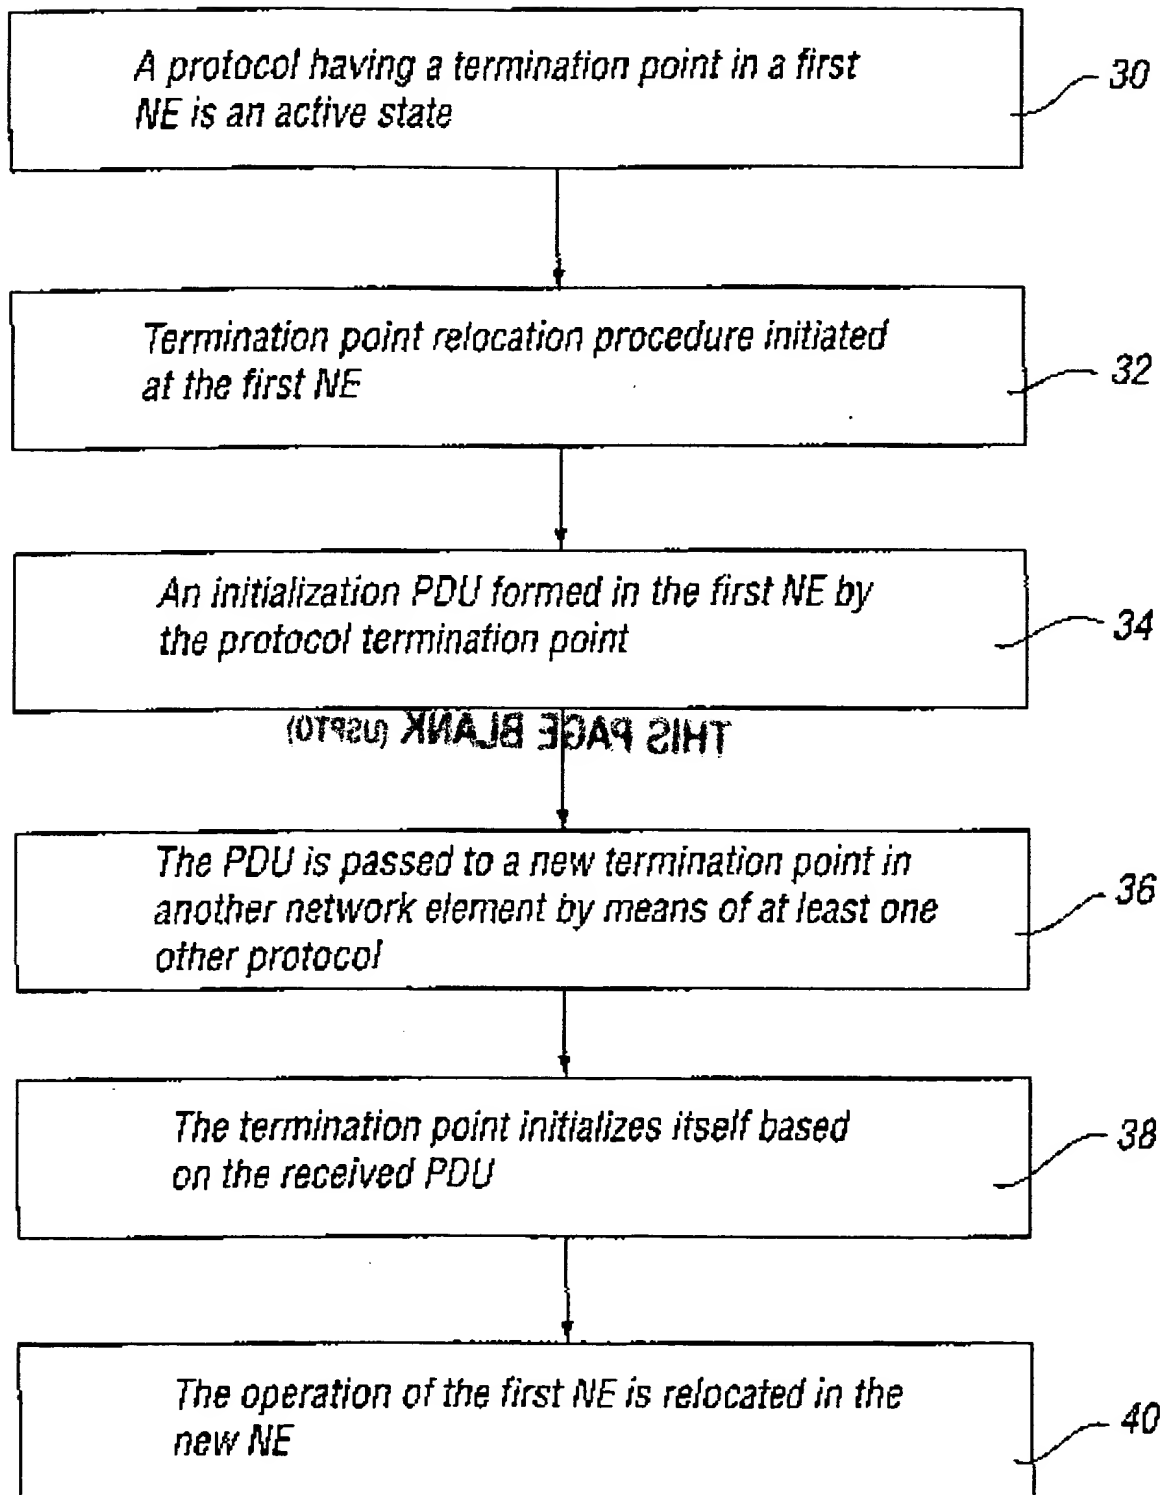 A protocol having a termination point in a first
NE is an active state
30
Termination point relocation procedure initiated
at the first NE
32
An initialization PDU formed in the first NE by
the protocol termination point
34
THIS PAGE BLANK (USPTO)
The PDU is passed to a new termination point in
another network element by means of at least one
other protocol
36
The termination point initializes itself based
on the received PDU
38
The operation of the first NE is relocated in the
new NE
40